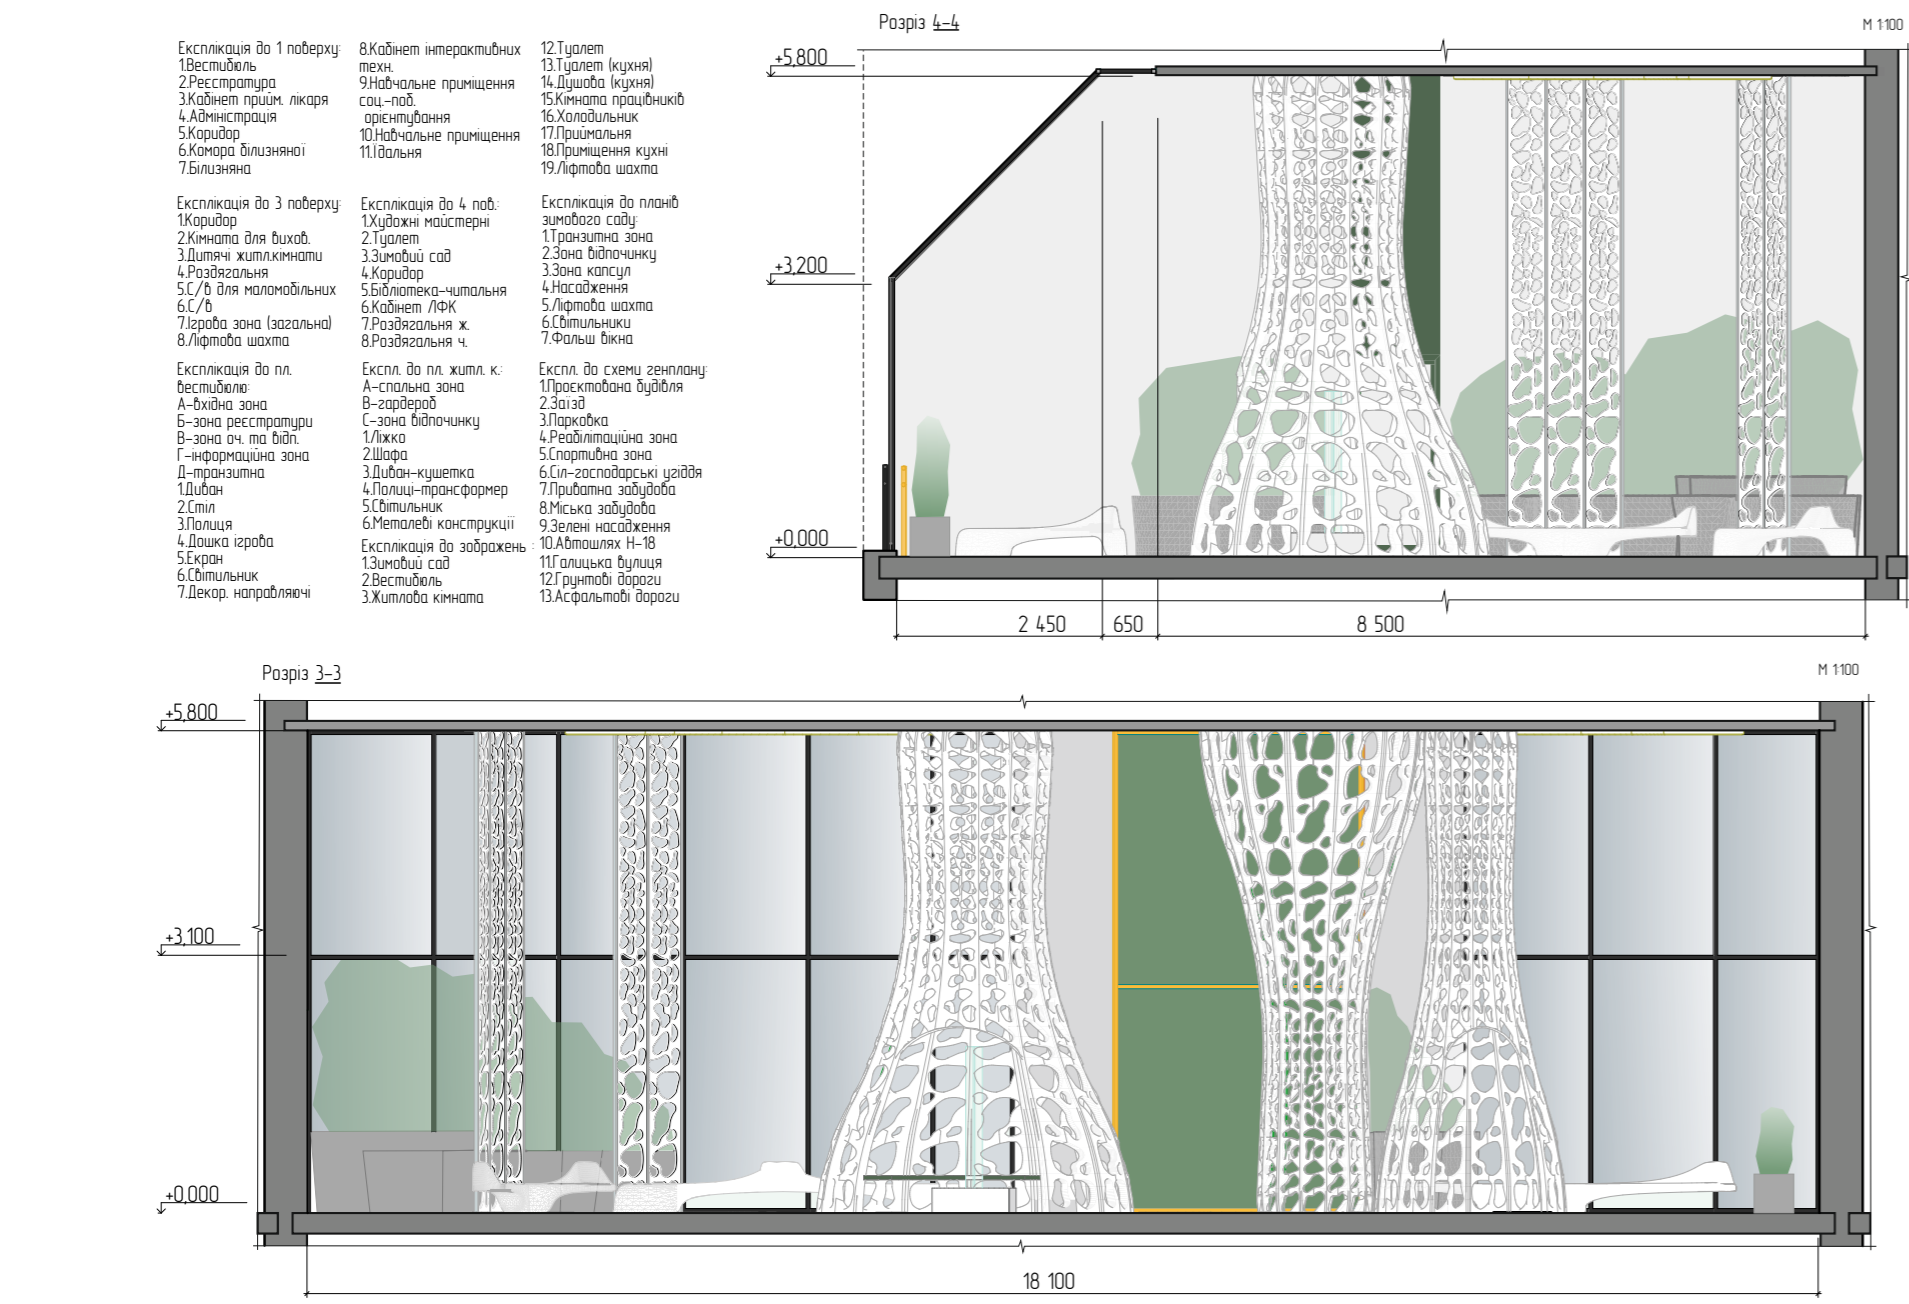 Експлікація до 1 поверху:
1.Вестибюль
2.Реєстратура
3.Кабінет прийм. лікаря
4.Адміністрація
5.Коридор
6.Комора білизняної
7.Білизняна
8.Кабінет інтерактивних
техн.
9.Навчальне приміщення
соц.-поб.
орієнтування
10.Навчальне приміщення
11.Їдальня
12.Туалет
13.Туалет (кухня)
14.Душова (кухня)
15.Кімната працівників
16.Холодильник
17.Приймальня
18.Приміщення кухні
19.Ліфтова шахта
Експлікація до 3 поверху:
1.Коридор
2.Кімната для вихов.
3.Дитячі житл.кімнати
4.Роздягальня
5.С/в для маломобільних
6.С/в
7.Ігрова зона (загальна)
8.Ліфтова шахта
Експлікація до 4 пов.:
1.Художні майстерні
2.Туалет
3.Зимовий сад
4.Коридор
5.Бібліотека-читальня
6.Кабінет ЛФК
7.Роздягальня ж.
8.Роздягальня ч.
Експлікація до планів
зимового саду:
1.Транзитна зона
2.Зона відпочинку
3.Зона капсул
4.Насадження
5.Ліфтова шахта
6.Світильники
7.Фальш вікна
Експлікація до пл.
вестибюлю:
А-вхідна зона
Б-зона реєстратури
В-зона оч. та відп.
Г-інформаційна зона
Д-транзитна
1.Диван
2.Стіл
3.Полиця
4.Дошка ігрова
5.Екран
6.Світильник
7.Декор. направляючі
Экспл. до пл. житл. к.:
А-спальна зона
В-гардероб
С-зона відпочинку
1.Ліжко
2.Шафа
3.Диван-кушетка
4.Полиці-трансформер
5.Світильник
6.Металеві конструкції
Експлікація до зображень :
1.Зимовий сад
2.Вестибюль
3.Житлова кімната
Экспл. до схеми генплану:
1.Проєктована будівля
2.Заїзд
3.Парковка
4.Реабілітаційна зона
5.Спортивна зона
6.Сіл-господарські угіддя
7.Приватна забудова
8.Міська забудова
9.Зелені насадження
10.Автошлях Н-18
11.Галицька вулиця
12.Грунтові дороги
13.Асфальтові дороги
Розріз 4-4
М 1:100
+5,800
+3,200
+0,000
2 450
650
8 500
Розріз 3-3
М 1:100
+5,800
+3,100
+0,000
18 100